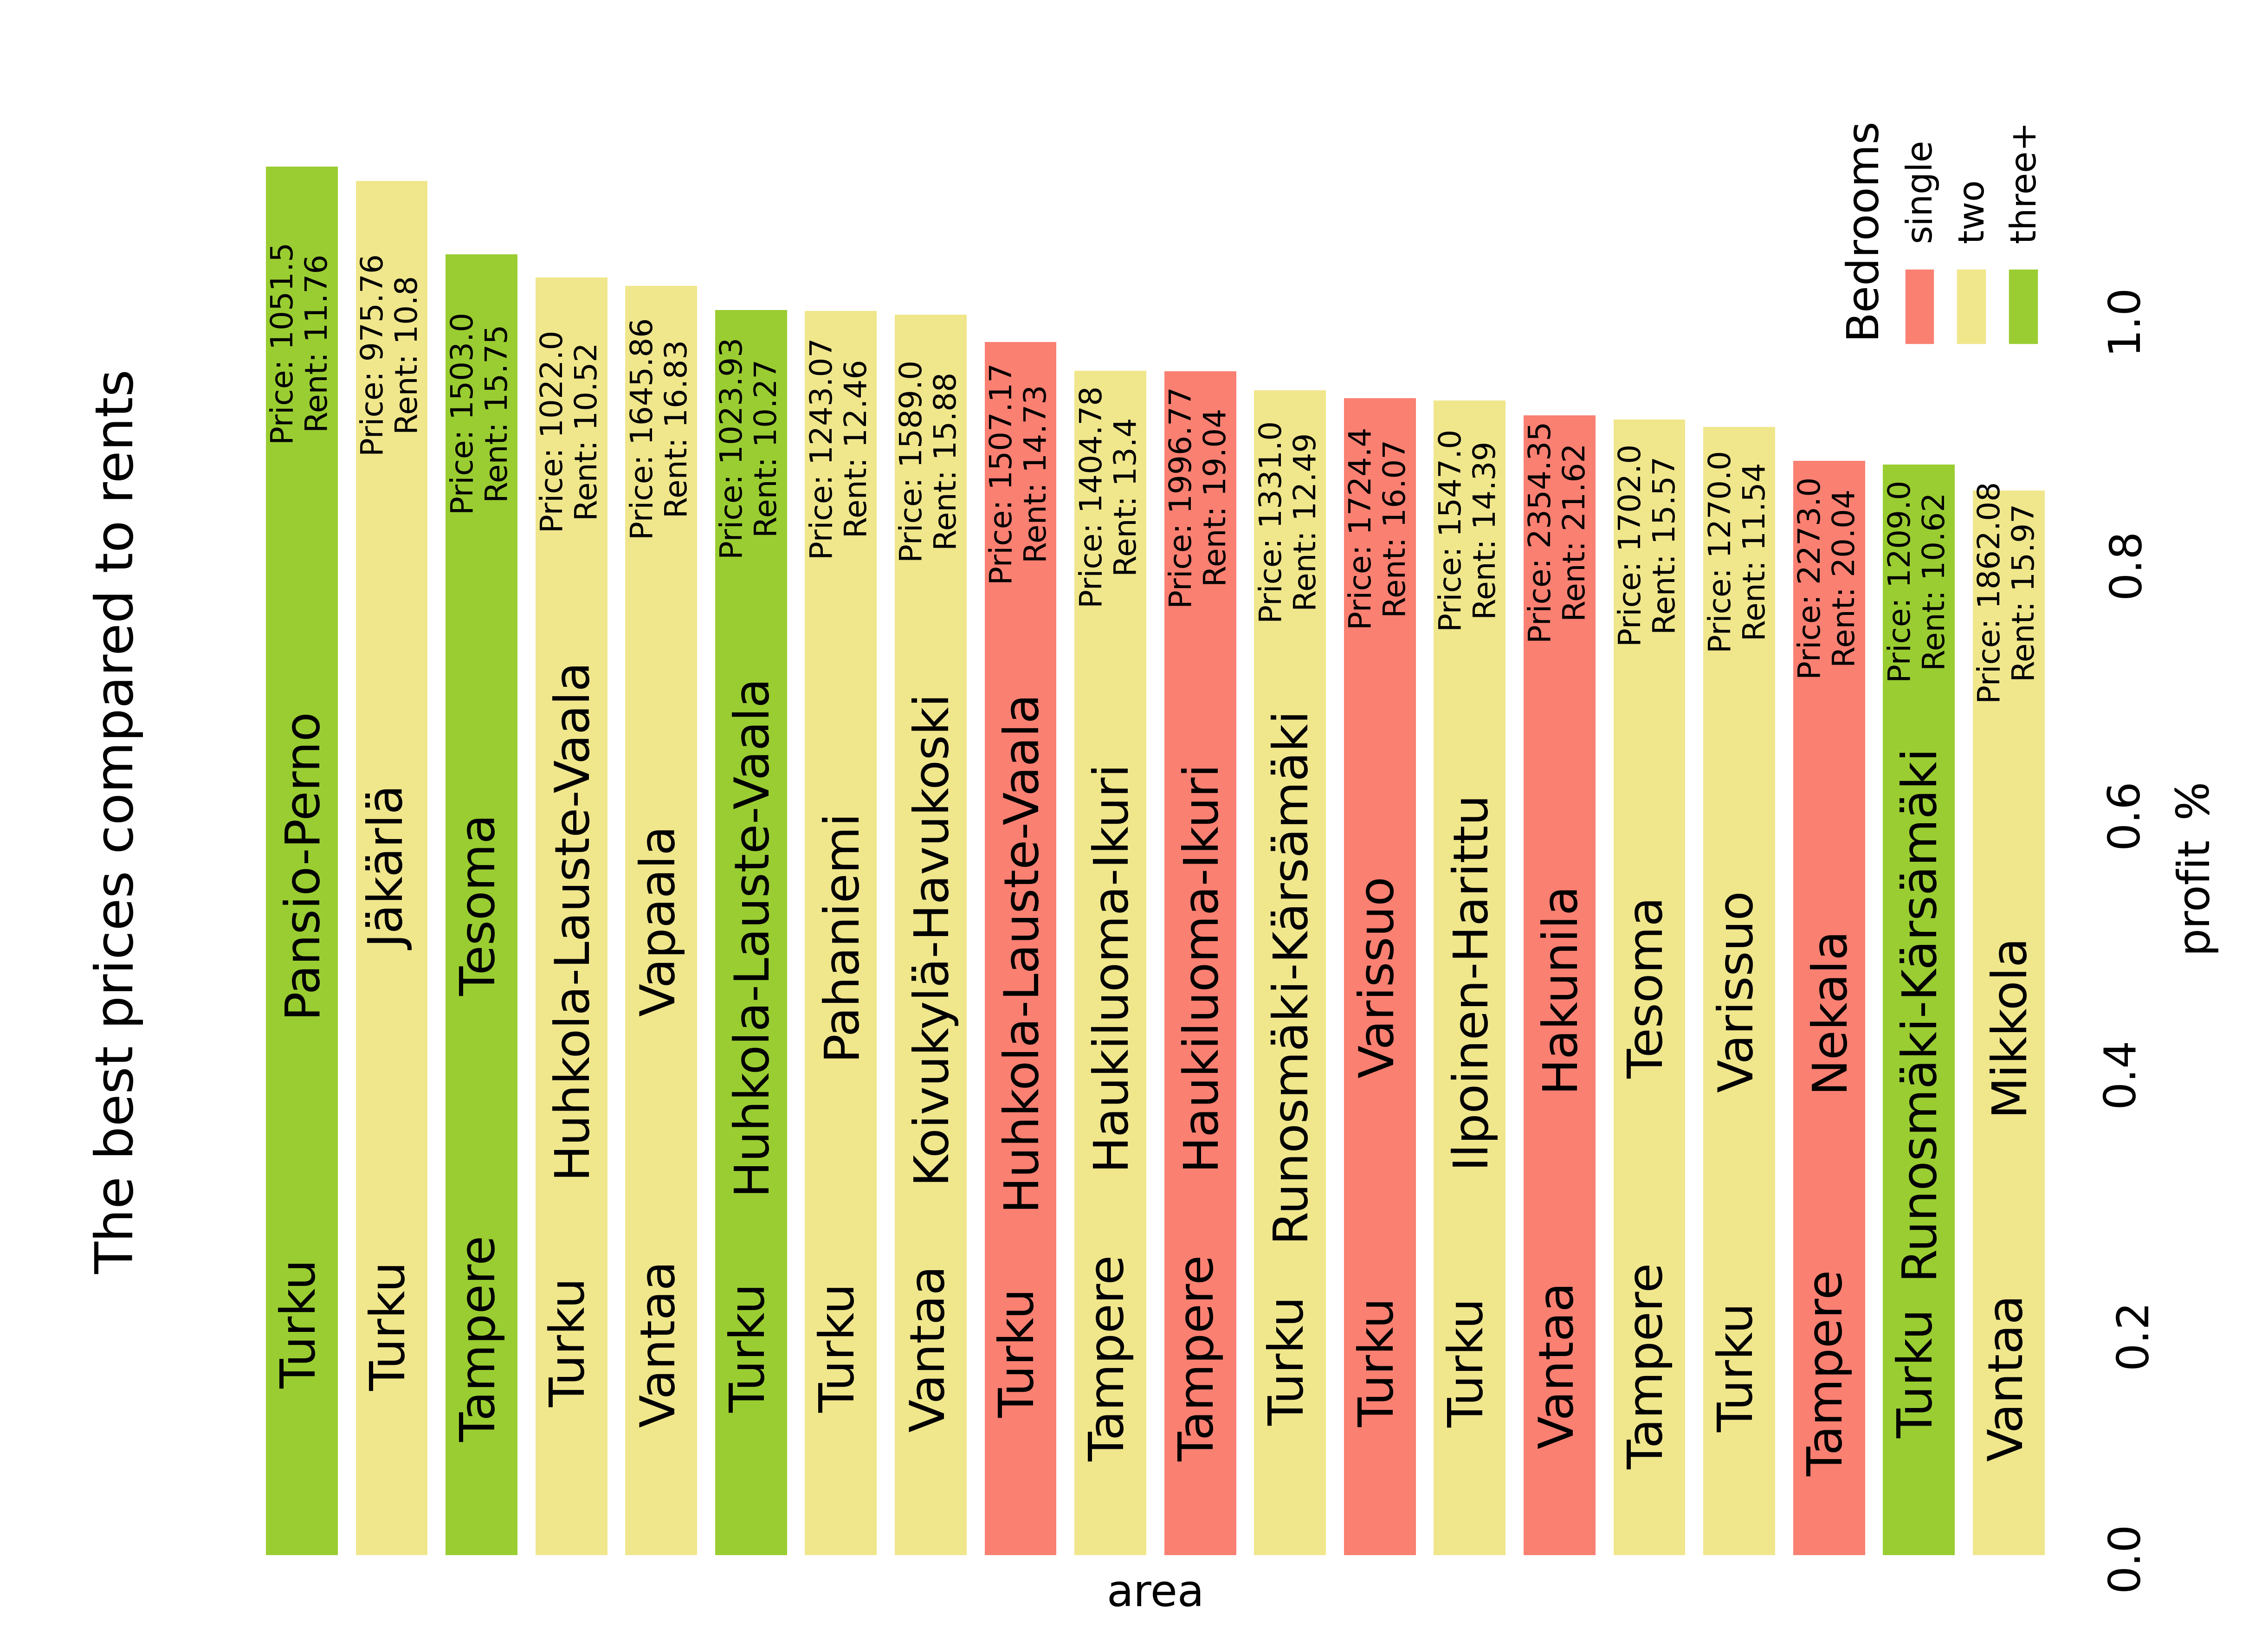 The best prices compared to rents
Turku Pansio-Perno Price: 1051.5
Rent: 11.76
Turku Jäkärlä Price: 975.76
Rent: 10.8
Tampere Tesoma Price: 1503.0
Rent: 15.75
Turku Huhkola-Lauste-Vaala Price: 1022.0
Rent: 10.52
Vantaa Vapaala Price: 1645.86
Rent: 16.83
Turku Huhkola-Lauste-Vaala Price: 1023.93
Rent: 10.27
Turku Pahaniemi Price: 1243.07
Rent: 12.46
Vantaa Koivukylä-Havukoski Price: 1589.0
Rent: 15.88
Turku Huhkola-Lauste-Vaala Price: 1507.17
Rent: 14.73
Tampere Haukiluoma-Ikuri Price: 1404.78
Rent: 13.4
Tampere Haukiluoma-Ikuri Price: 1996.77
Rent: 19.04
Turku Runosmäki-Kärsämäki Price: 1331.0
Rent: 12.49
Turku Varissuo Price: 1724.4
Rent: 16.07
Turku Ilpoinen-Harittu Price: 1547.0
Rent: 14.39
Vantaa Hakunila Price: 2354.35
Rent: 21.62
Tampere Tesoma Price: 1702.0
Rent: 15.57
Turku Varissuo Price: 1270.0
Rent: 11.54
Tampere Nekala Price: 2273.0
Rent: 20.04
Turku Runosmäki-Kärsämäki Price: 1209.0
Rent: 10.62
Vantaa Mikkola Price: 1862.08
Rent: 15.97
area
Bedrooms
single
two
three+
0.0 0.2 0.4 0.6 0.8 1.0
profit %